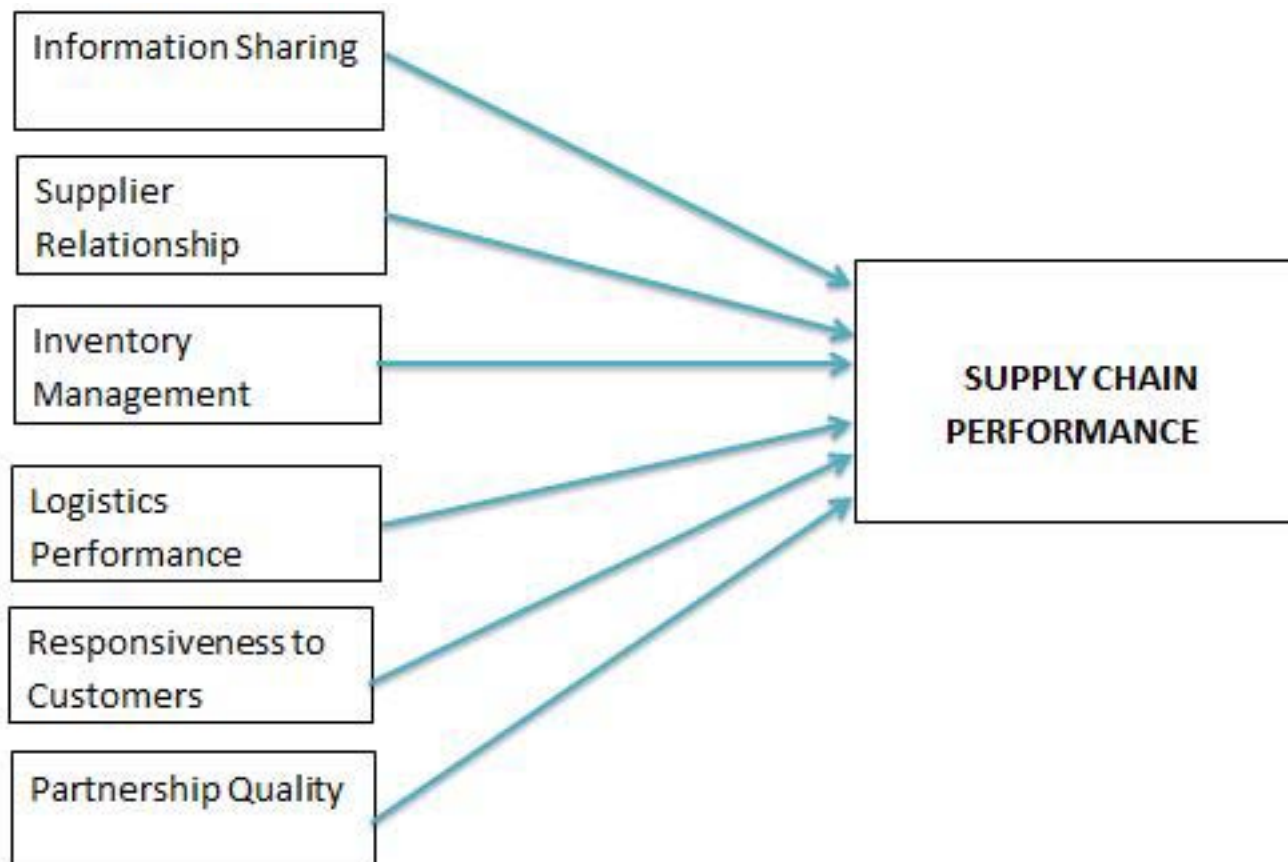 Information Sharing
Supplier
Relationship
Inventory
Management
Logistics
Performance
Responsiveness to
Customers
Partnership Quality
SUPPLY CHAIN
PERFORMANCE